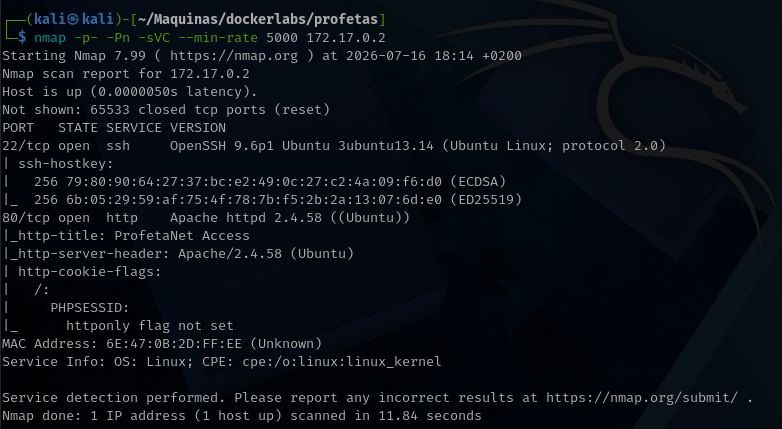 ┌──(kali㉿kali)-[~/Maquinas/dockerlabs/profetas]
└─$ nmap -p- -Pn -sVC --min-rate 5000 172.17.0.2
Starting Nmap 7.99 ( https://nmap.org ) at 2026-07-16 18:14 +0200
Nmap scan report for 172.17.0.2
Host is up (0.0000050s latency).
Not shown: 65533 closed tcp ports (reset)
PORT   STATE SERVICE VERSION
22/tcp open  ssh     OpenSSH 9.6p1 Ubuntu 3ubuntu13.14 (Ubuntu Linux; protocol 2.0)
| ssh-hostkey:
|   256 79:80:90:64:27:37:bc:e2:49:0c:27:c2:4a:09:f6:d0 (ECDSA)
|_  256 6b:05:29:59:af:75:4f:78:7b:f5:2b:2a:13:07:6d:e0 (ED25519)
80/tcp open  http    Apache httpd 2.4.58 ((Ubuntu))
|_http-title: ProfetaNet Access
|_http-server-header: Apache/2.4.58 (Ubuntu)
| http-cookie-flags:
|   /:
|     PHPSESSID:
|_      httponly flag not set
MAC Address: 6E:47:0B:2D:FF:EE (Unknown)
Service Info: OS: Linux; CPE: cpe:/o:linux:linux_kernel

Service detection performed. Please report any incorrect results at https://nmap.org/submit/ .
Nmap done: 1 IP address (1 host up) scanned in 11.84 seconds